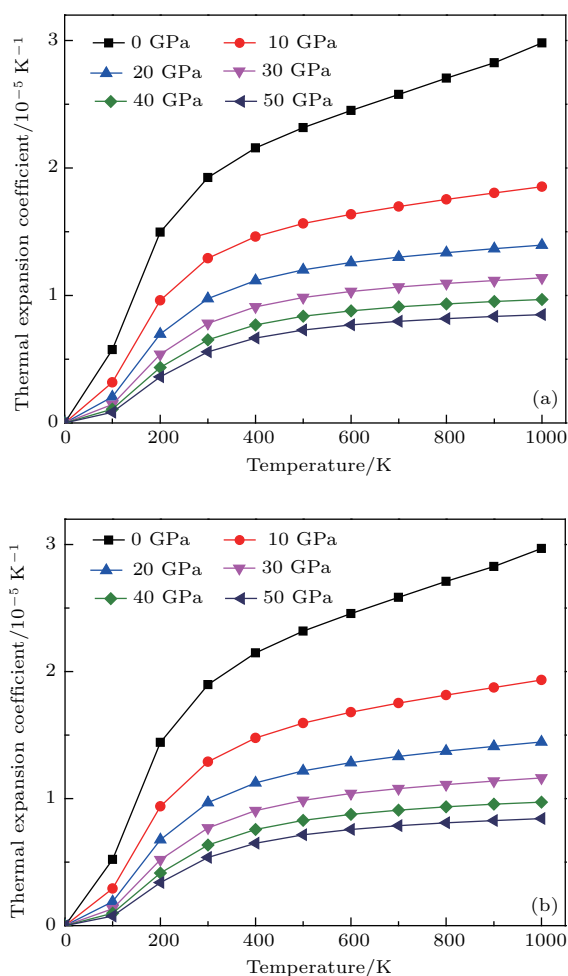 Thermal expansion coefficient/10⁻⁵ K⁻¹
3
2
1
0
0 GPa
10 GPa
20 GPa
30 GPa
40 GPa
50 GPa
(a)
0 200 400 600 800 1000
Temperature/K
Thermal expansion coefficient/10⁻⁵ K⁻¹
3
2
1
0
0 GPa
10 GPa
20 GPa
30 GPa
40 GPa
50 GPa
(b)
0 200 400 600 800 1000
Temperature/K